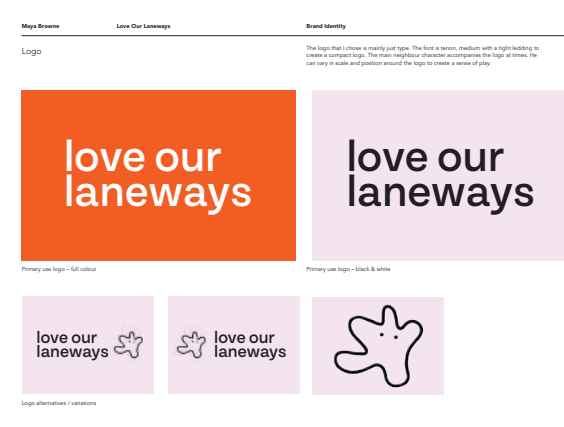 Maya Browne
Love Our Laneways
Brand Identity
Logo
The logo that I chose is mainly just type. The font is tenon, medium with a tight ledding to
create a compact logo. The main neighbour character accompanies the logo at times. He
can vary in scale and position around the logo to create a sense of play.
love our
laneways
love our
laneways
Primary use logo – full colour
Primary use logo – black & white
love our
laneways
love our
laneways
Logo alternatives / variations